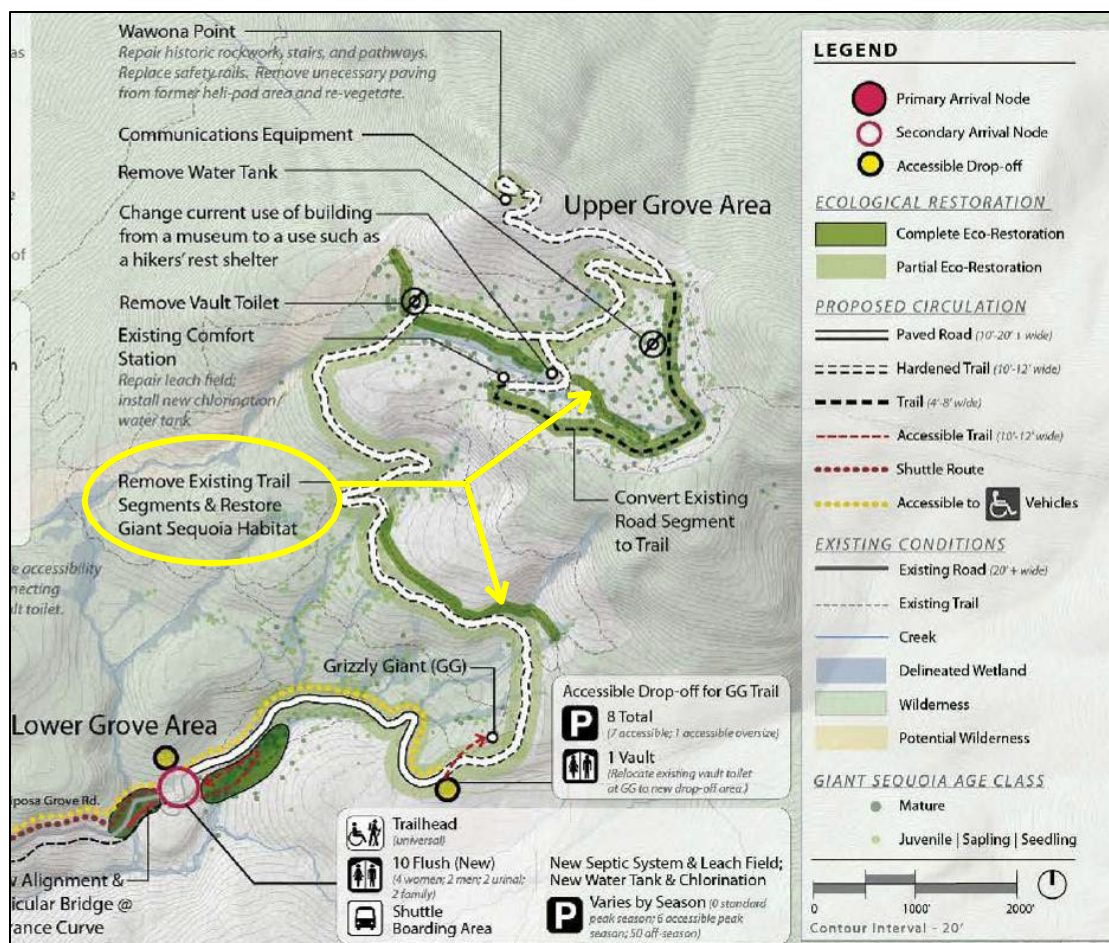 Wawona Point
Repair historic rockwork, stairs, and pathways.
Replace safety rails. Remove unecessary paving
from former heli-pad area and re-vegetate.
Communications Equipment
Remove Water Tank
Change current use of building
from a museum to a use such as
a hikers' rest shelter
Remove Vault Toilet
Existing Comfort
Station
Repair leach field;
install new chlorination/
water tank
Remove Existing Trail
Segments & Restore
Giant Sequoia Habitat
Upper Grove Area
Convert Existing
Road Segment
to Trail
as
of
accessibility
necting
lt toilet.
Grizzly Giant (GG)
Lower Grove Area
iposa Grove Rd.
Accessible Drop-off for GG Trail
P 8 Total
(7 accessible; 1 accessible oversize)
1 Vault
(Relocate existing vault toilet
at GG to new drop-off area.)
Trailhead
(universal)
10 Flush (New)
(4 women; 2 men; 2 urinal;
2 family)
Shuttle
Boarding Area
New Septic System & Leach Field;
New Water Tank & Chlorination
P Varies by Season (0 standard
peak season; 6 accessible peak
season; 50 off-season)
w Alignment &
icular Bridge @
rance Curve
LEGEND
Primary Arrival Node
Secondary Arrival Node
Accessible Drop-off
ECOLOGICAL RESTORATION
Complete Eco-Restoration
Partial Eco-Restoration
PROPOSED CIRCULATION
Paved Road (10'-20' ± wide)
Hardened Trail (10'-12' wide)
Trail (4'-8' wide)
Accessible Trail (10'-12' wide)
Shuttle Route
Accessible to Vehicles
EXISTING CONDITIONS
Existing Road (20' + wide)
Existing Trail
Creek
Delineated Wetland
Wilderness
Potential Wilderness
GIANT SEQUOIA AGE CLASS
Mature
Juvenile | Sapling | Seedling
0 1000' 2000'
Contour Interval - 20'